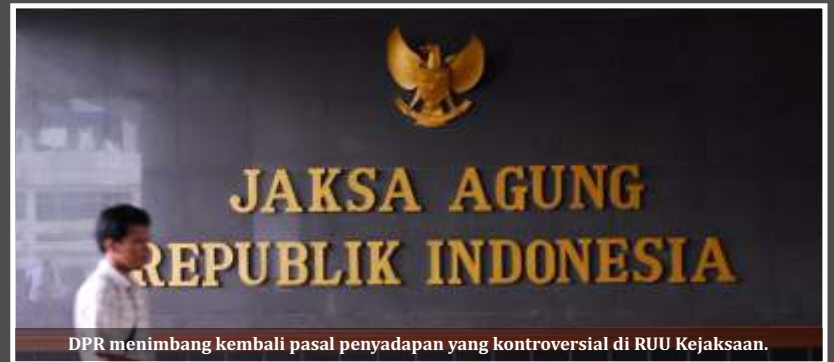 JAKSA AGUNG
REPUBLIK INDONESIA
DPR menimbang kembali pasal penyadapan yang kontroversial di RUU Kejaksaan.